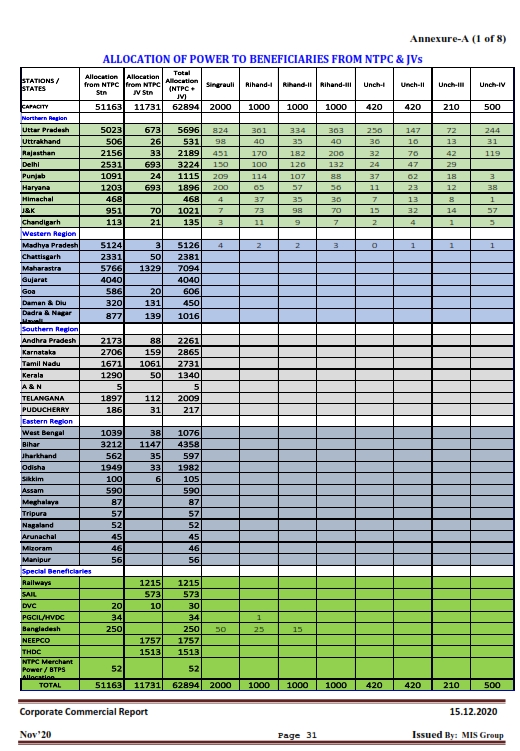 Annexure-A (1 of 8)
ALLOCATION OF POWER TO BENEFICIARIES FROM NTPC & JVs
STATIONS / STATES Allocation from NTPC Stn Allocation from NTPC JV Stn Total Allocation (NTPC + JV) Singrauli Rihand-I Rihand-II Rihand-III Unch-I Unch-II Unch-III Unch-IV
CAPACITY 51163 11731 62894 2000 1000 1000 1000 420 420 210 500
Northern Region
Uttar Pradesh 5023 673 5696 824 361 334 363 256 147 72 244
Uttrakhand 506 26 531 98 40 35 40 36 16 13 31
Rajasthan 2156 33 2189 451 170 182 206 32 76 42 119
Delhi 2531 693 3224 150 100 126 132 24 47 29
Punjab 1091 24 1115 209 114 107 88 37 62 18 3
Haryana 1203 693 1896 200 65 57 56 11 23 12 38
Himachal 468 468 4 37 35 36 7 13 8 1
J&K 951 70 1021 7 73 98 70 15 32 14 57
Chandigarh 113 21 135 3 11 9 7 2 4 1 5
Western Region
Madhya Pradesh 5124 3 5126 4 2 2 3 0 1 1 1
Chattisgarh 2331 50 2381
Maharastra 5766 1329 7094
Gujarat 4040 4040
Goa 586 20 606
Daman & Diu 320 131 450
Dadra & Nagar Haveli 877 139 1016
Southern Region
Andhra Pradesh 2173 88 2261
Karnataka 2706 159 2865
Tamil Nadu 1671 1061 2731
Kerala 1290 50 1340
A & N 5 5
TELANGANA 1897 112 2009
PUDUCHERRY 186 31 217
Eastern Region
West Bengal 1039 38 1076
Bihar 3212 1147 4358
Jharkhand 562 35 597
Odisha 1949 33 1982
Sikkim 100 6 105
Assam 590 590
Meghalaya 87 87
Tripura 57 57
Nagaland 52 52
Arunachal 45 45
Mizoram 46 46
Manipur 56 56
Special Beneficiaries
Railways 1215 1215
SAIL 573 573
DVC 20 10 30
PGCIL/HVDC 34 34 1
Bangladesh 250 250 50 25 15
NEEPCO 1757 1757
THDC 1513 1513
NTPC Merchant Power / BTPS Allocation 52 52
TOTAL 51163 11731 62894 2000 1000 1000 1000 420 420 210 500
Corporate Commercial Report 15.12.2020
Nov'20 Page 31 Issued By: MIS Group